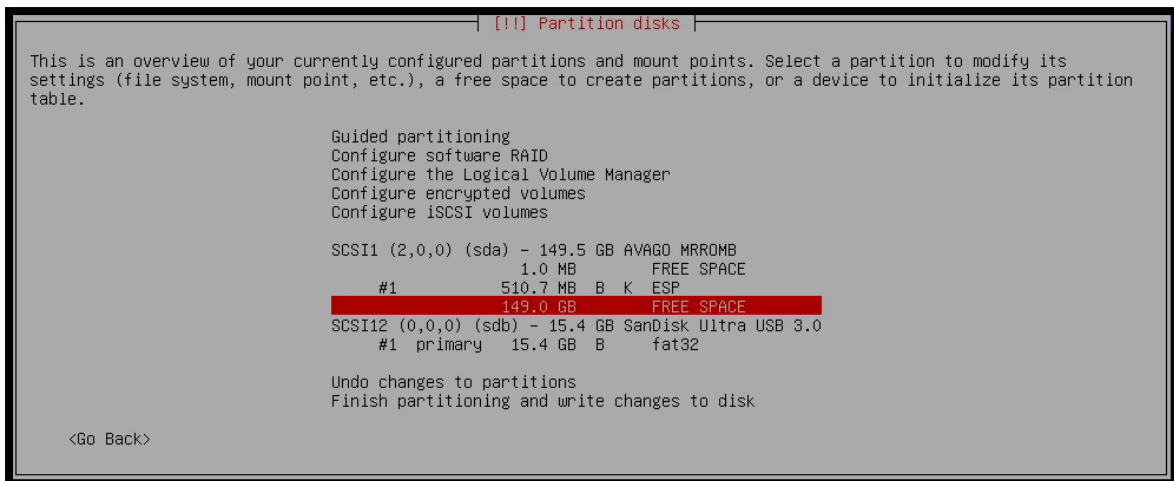 [!!] Partition disks
This is an overview of your currently configured partitions and mount points. Select a partition to modify its
settings (file system, mount point, etc.), a free space to create partitions, or a device to initialize its partition
table.
Guided partitioning
Configure software RAID
Configure the Logical Volume Manager
Configure encrypted volumes
Configure iSCSI volumes
SCSI1 (2,0,0) (sda) - 149.5 GB AVAGO MRROMB
1.0 MB FREE SPACE
#1 510.7 MB B K ESP
149.0 GB FREE SPACE
SCSI12 (0,0,0) (sdb) - 15.4 GB SanDisk Ultra USB 3.0
#1 primary 15.4 GB B fat32
Undo changes to partitions
Finish partitioning and write changes to disk
<Go Back>